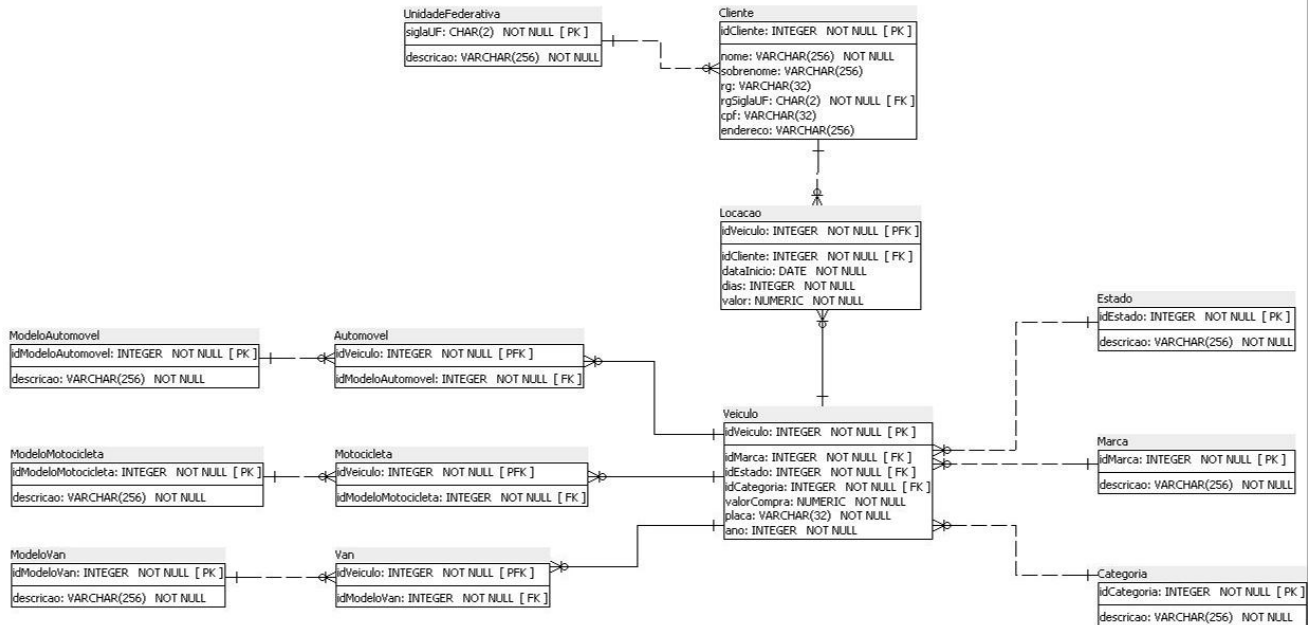 UnidadeFederativa
siglaUF: CHAR(2) NOT NULL [ PK ]
descricao: VARCHAR(256) NOT NULL
Cliente
idCliente: INTEGER NOT NULL [ PK ]
nome: VARCHAR(256) NOT NULL
sobrenome: VARCHAR(256)
rg: VARCHAR(32)
rgSiglaUF: CHAR(2) NOT NULL [ FK ]
cpf: VARCHAR(32)
endereco: VARCHAR(256)
Locacao
idVeiculo: INTEGER NOT NULL [ PFK ]
idCliente: INTEGER NOT NULL [ FK ]
dataInicio: DATE NOT NULL
dias: INTEGER NOT NULL
valor: NUMERIC NOT NULL
ModeloAutomovel
idModeloAutomovel: INTEGER NOT NULL [ PK ]
descricao: VARCHAR(256) NOT NULL
Automovel
idVeiculo: INTEGER NOT NULL [ PFK ]
idModeloAutomovel: INTEGER NOT NULL [ FK ]
Estado
idEstado: INTEGER NOT NULL [ PK ]
descricao: VARCHAR(256) NOT NULL
ModeloMotocicleta
idModeloMotocicleta: INTEGER NOT NULL [ PK ]
descricao: VARCHAR(256) NOT NULL
Motocicleta
idVeiculo: INTEGER NOT NULL [ PFK ]
idModeloMotocicleta: INTEGER NOT NULL [ FK ]
Veiculo
idVeiculo: INTEGER NOT NULL [ PK ]
idMarca: INTEGER NOT NULL [ FK ]
idEstado: INTEGER NOT NULL [ FK ]
idCategoria: INTEGER NOT NULL [ FK ]
valorCompra: NUMERIC NOT NULL
placa: VARCHAR(32) NOT NULL
ano: INTEGER NOT NULL
Marca
idMarca: INTEGER NOT NULL [ PK ]
descricao: VARCHAR(256) NOT NULL
ModeloVan
idModeloVan: INTEGER NOT NULL [ PK ]
descricao: VARCHAR(256) NOT NULL
Van
idVeiculo: INTEGER NOT NULL [ PFK ]
idModeloVan: INTEGER NOT NULL [ FK ]
Categoria
idCategoria: INTEGER NOT NULL [ PK ]
descricao: VARCHAR(256) NOT NULL